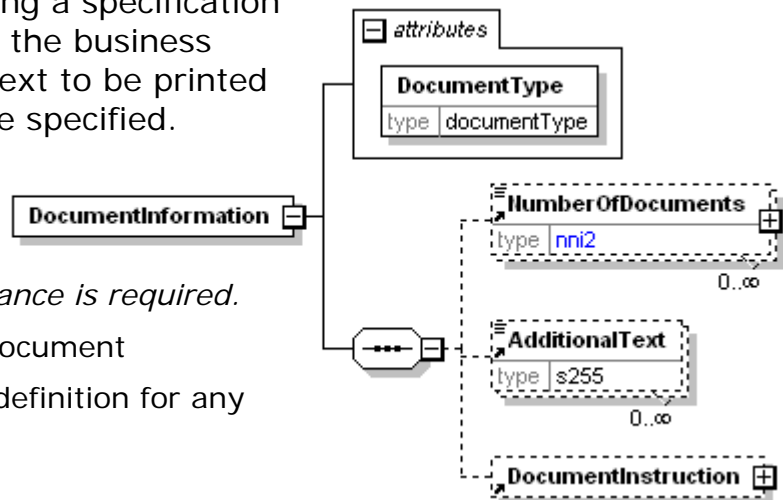 ng a specification
the business
ext to be printed
e specified.
attributes
DocumentType
type documentType
DocumentInformation
NumberOfDocuments
type nni2
0..∞
ance is required.
ocument
definition for any
AdditionalText
type s255
0..∞
DocumentInstruction